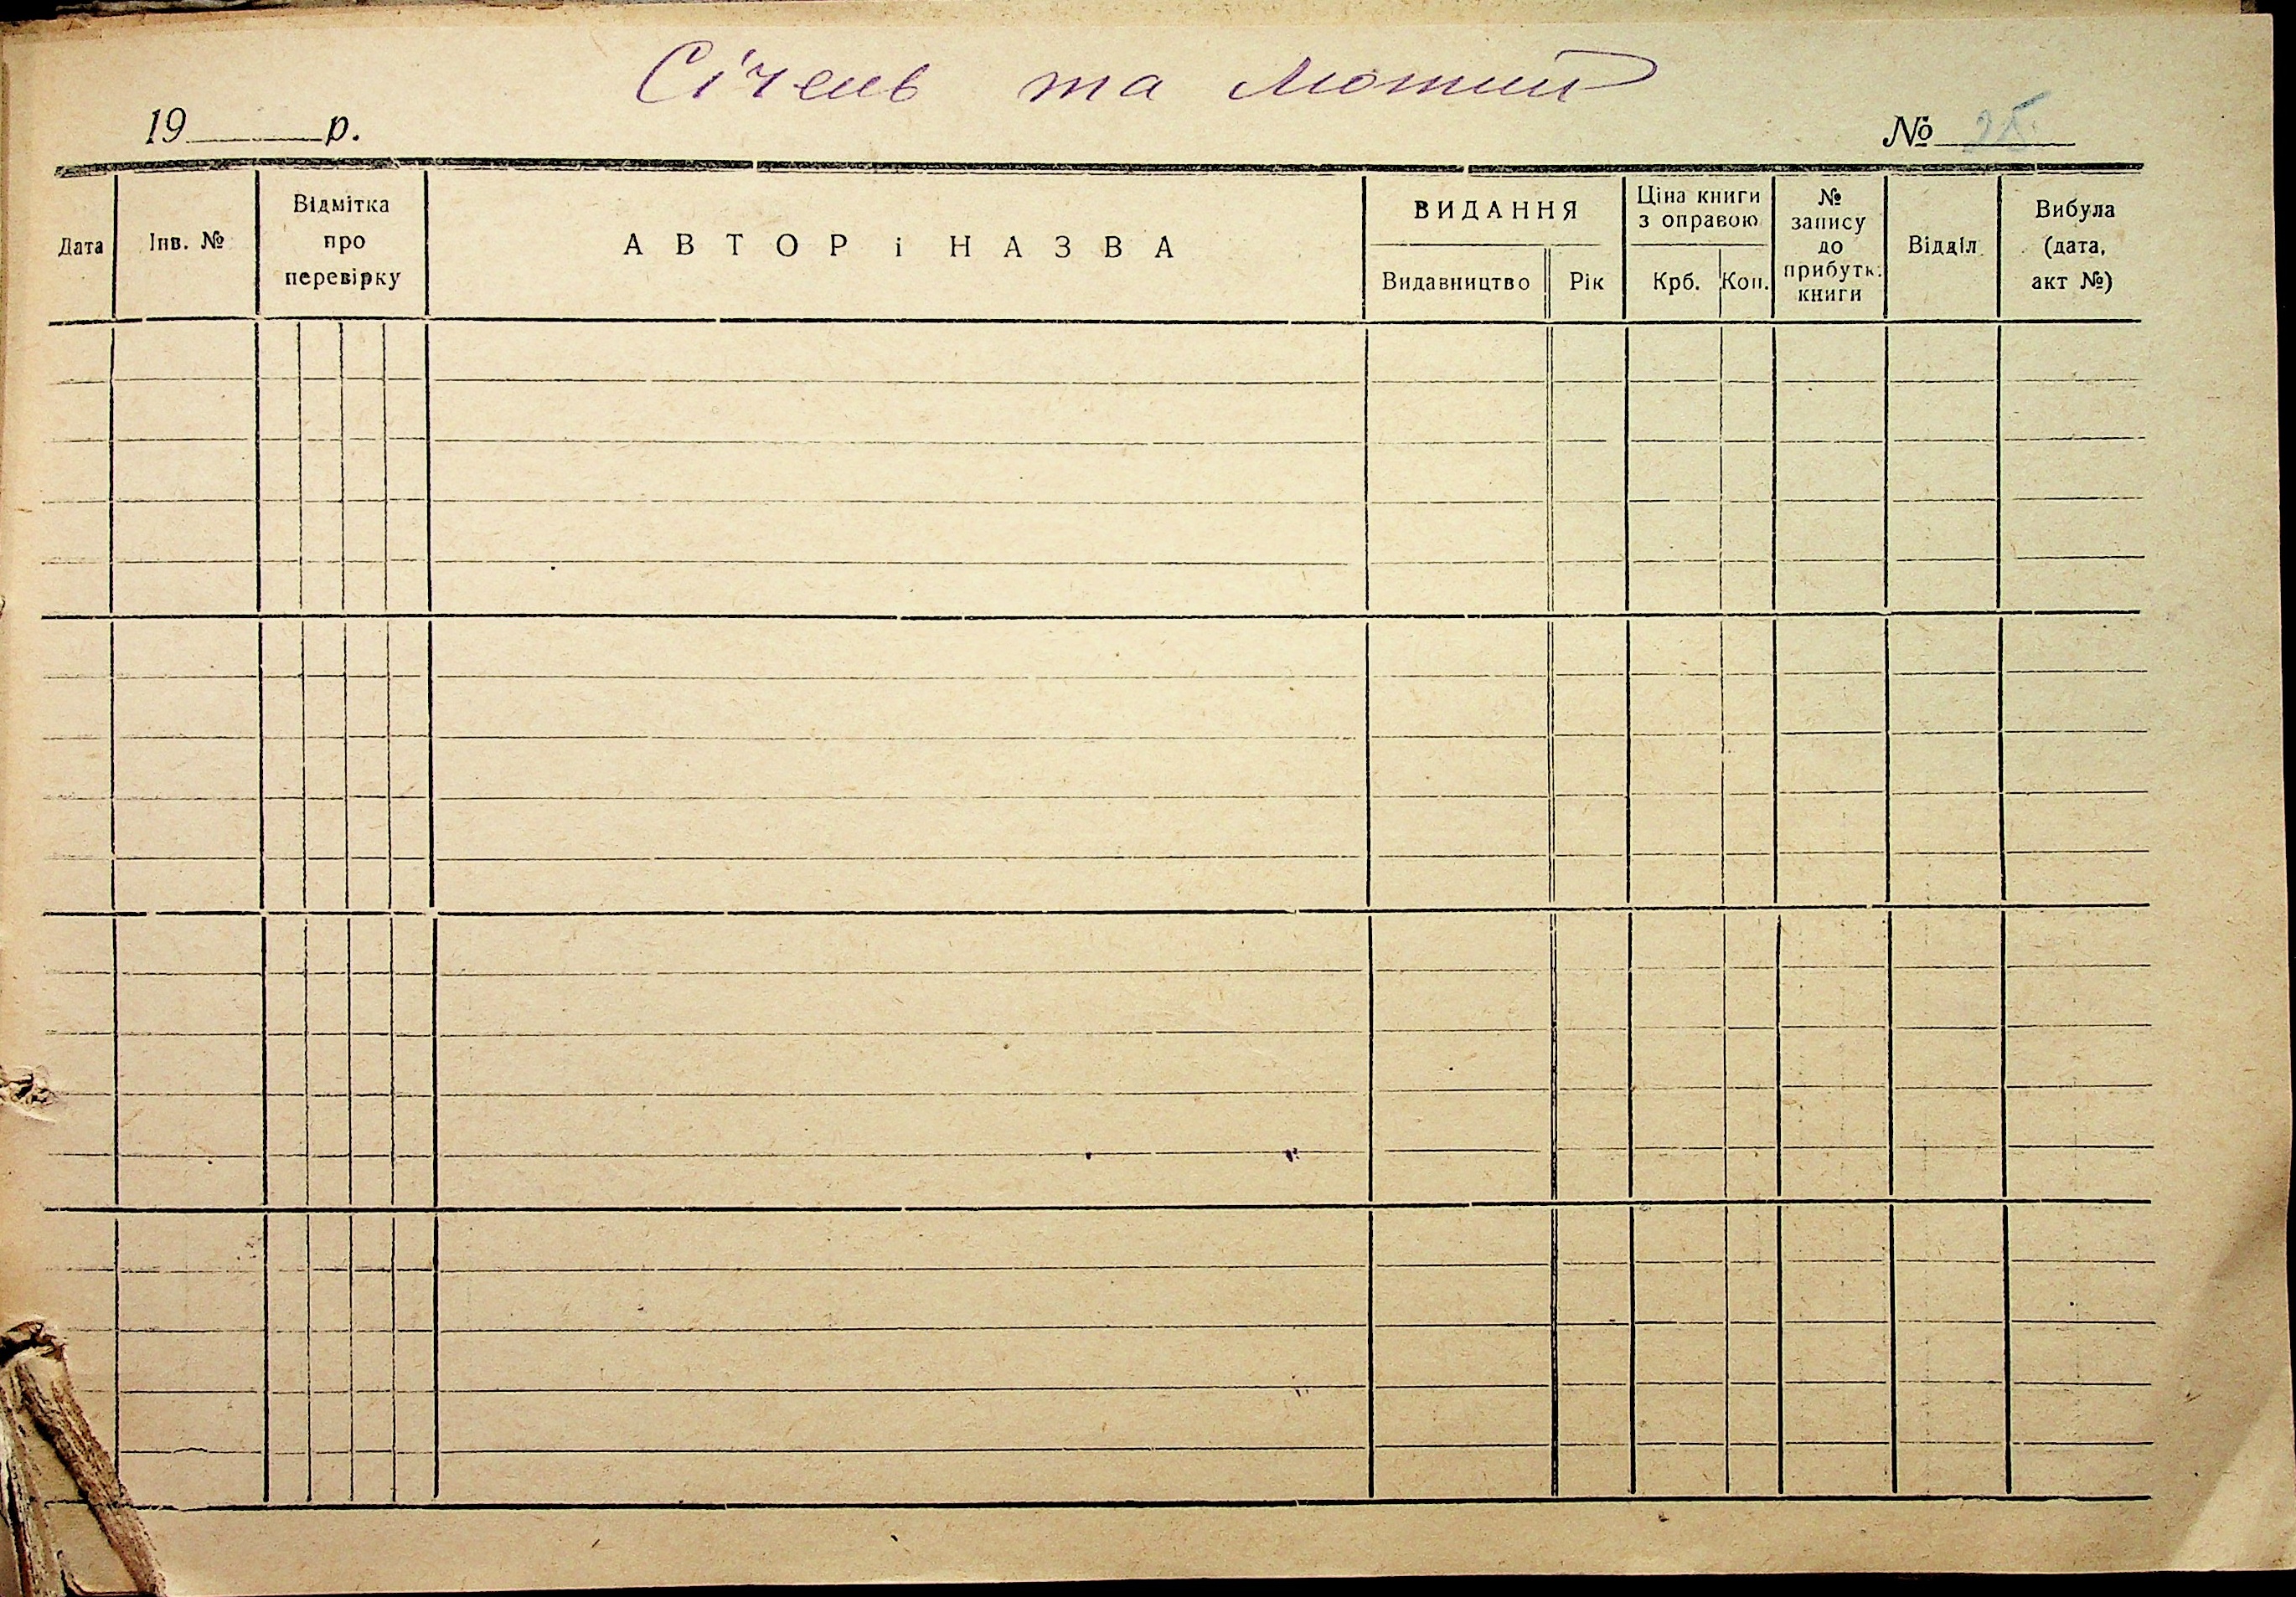 Січень та Лютий
19 р.
№
Дата
Інв. №
Відмітка
про
перевірку
АВТОР і НАЗВА
ВИДАННЯ
Видавництво
Рік
Ціна книги
з оправою
Крб.
Коп.
№
запису
до
прибутк.
книги
Відділ
Вибула
(дата,
акт №)